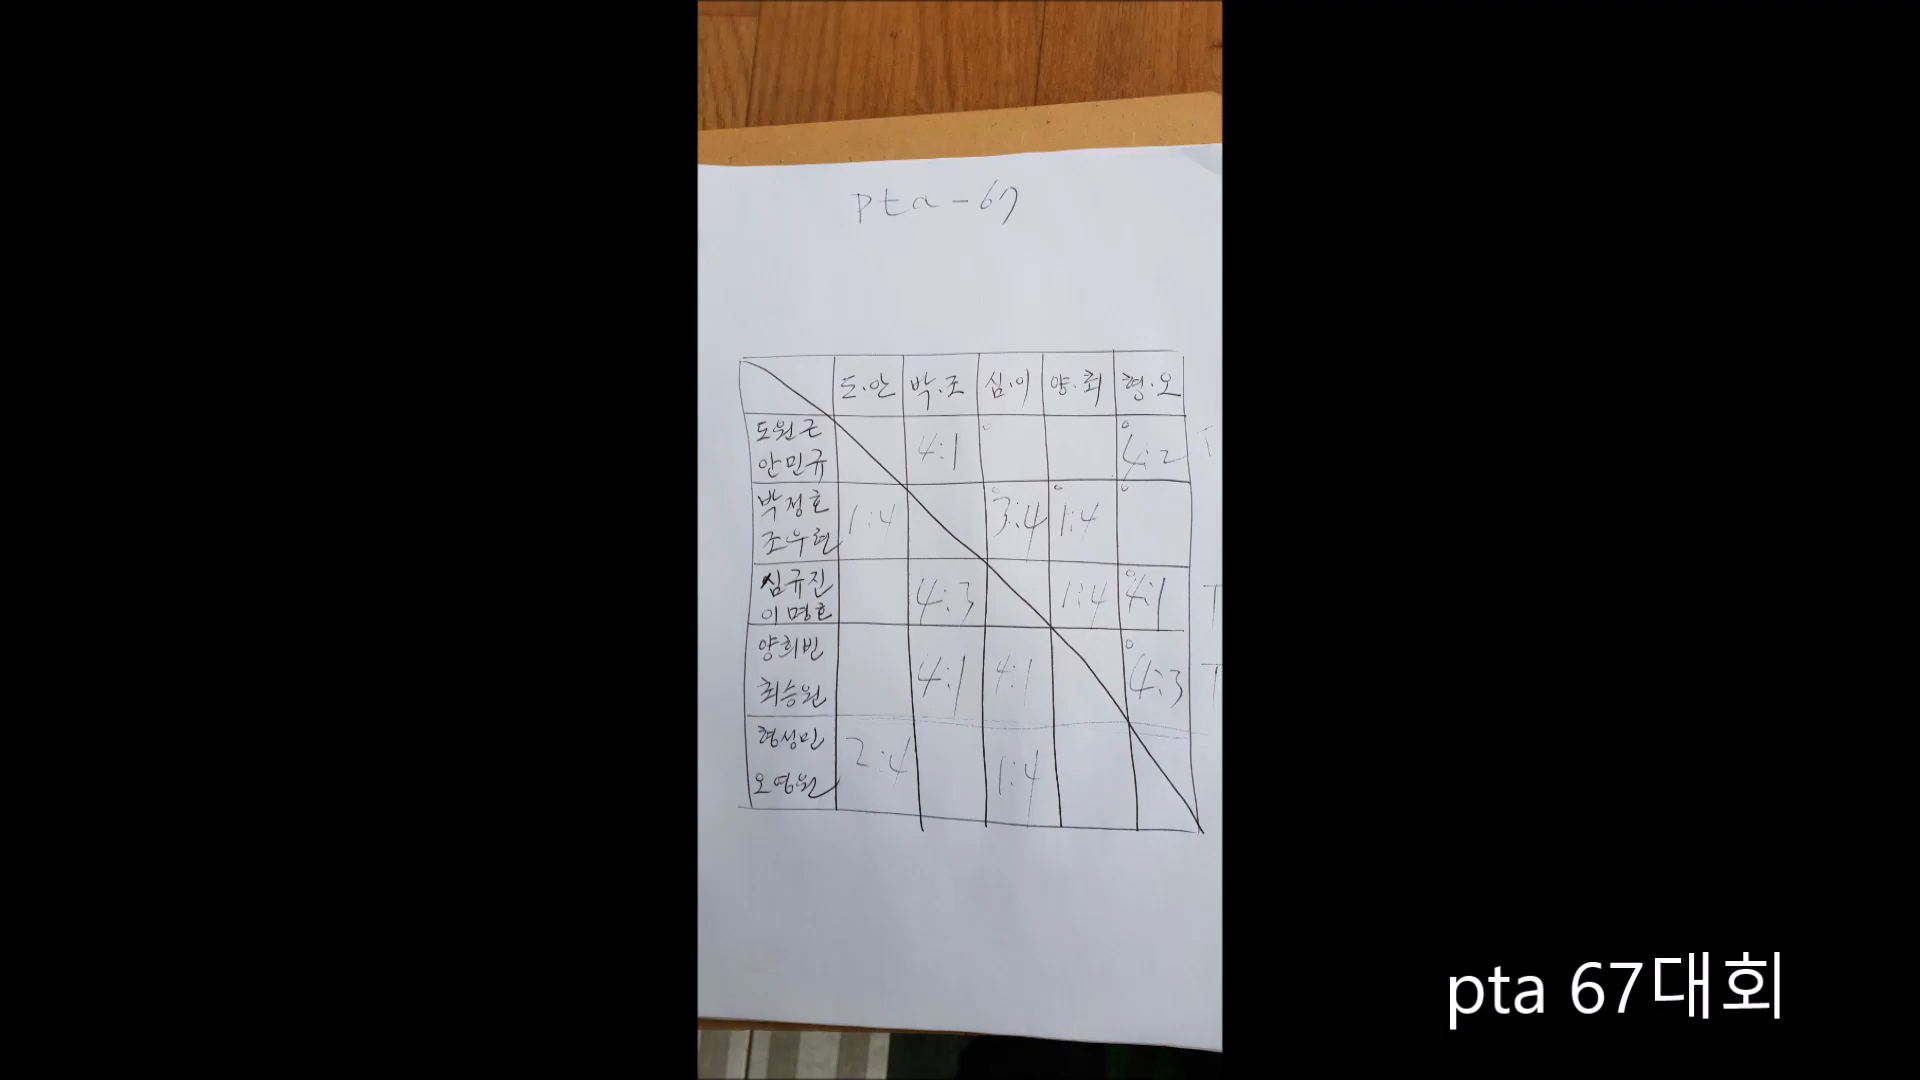 pta-67
도.안 박.조 심.이 양.최 형.오
도원근
안민규
4:1 4:2 T
박정호
조우현
1:4 3:4 1:4
심규진
이명호
4:3 1:4 4:1 T
양희빈
최승원
4:1 4:1 4:3 T
형성민
오영원
2:4 1:4
pta 67대회